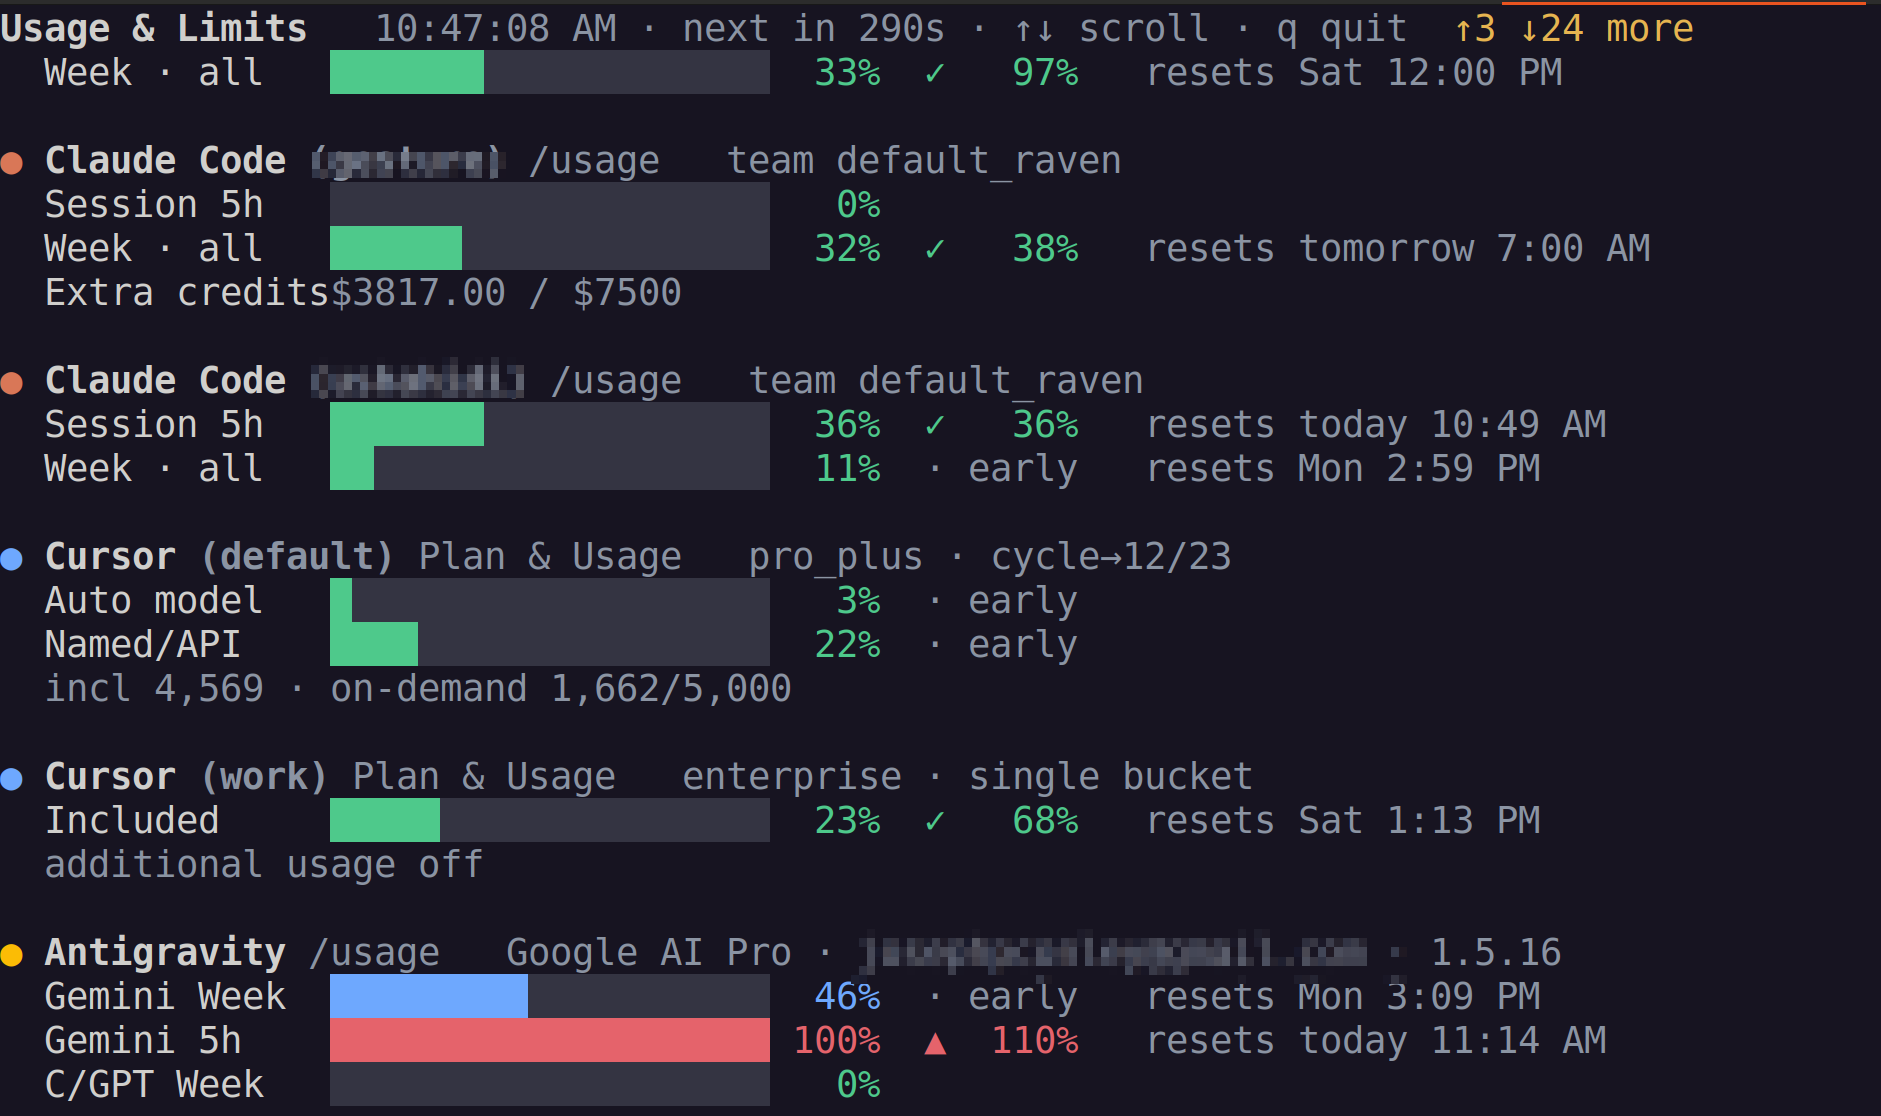 Usage & Limits 10:47:08 AM · next in 290s · ↑↓ scroll · q quit ↑3 ↓24 more
Week · all 33% ✓ 97% resets Sat 12:00 PM
● Claude Code /usage team default_raven
Session 5h 0%
Week · all 32% ✓ 38% resets tomorrow 7:00 AM
Extra credits$3817.00 / $7500
● Claude Code /usage team default_raven
Session 5h 36% ✓ 36% resets today 10:49 AM
Week · all 11% · early resets Mon 2:59 PM
● Cursor (default) Plan & Usage pro_plus · cycle→12/23
Auto model 3% · early
Named/API 22% · early
incl 4,569 · on-demand 1,662/5,000
● Cursor (work) Plan & Usage enterprise · single bucket
Included 23% ✓ 68% resets Sat 1:13 PM
additional usage off
● Antigravity /usage Google AI Pro · 1.5.16
Gemini Week 46% · early resets Mon 3:09 PM
Gemini 5h 100% ▲ 110% resets today 11:14 AM
C/GPT Week 0%